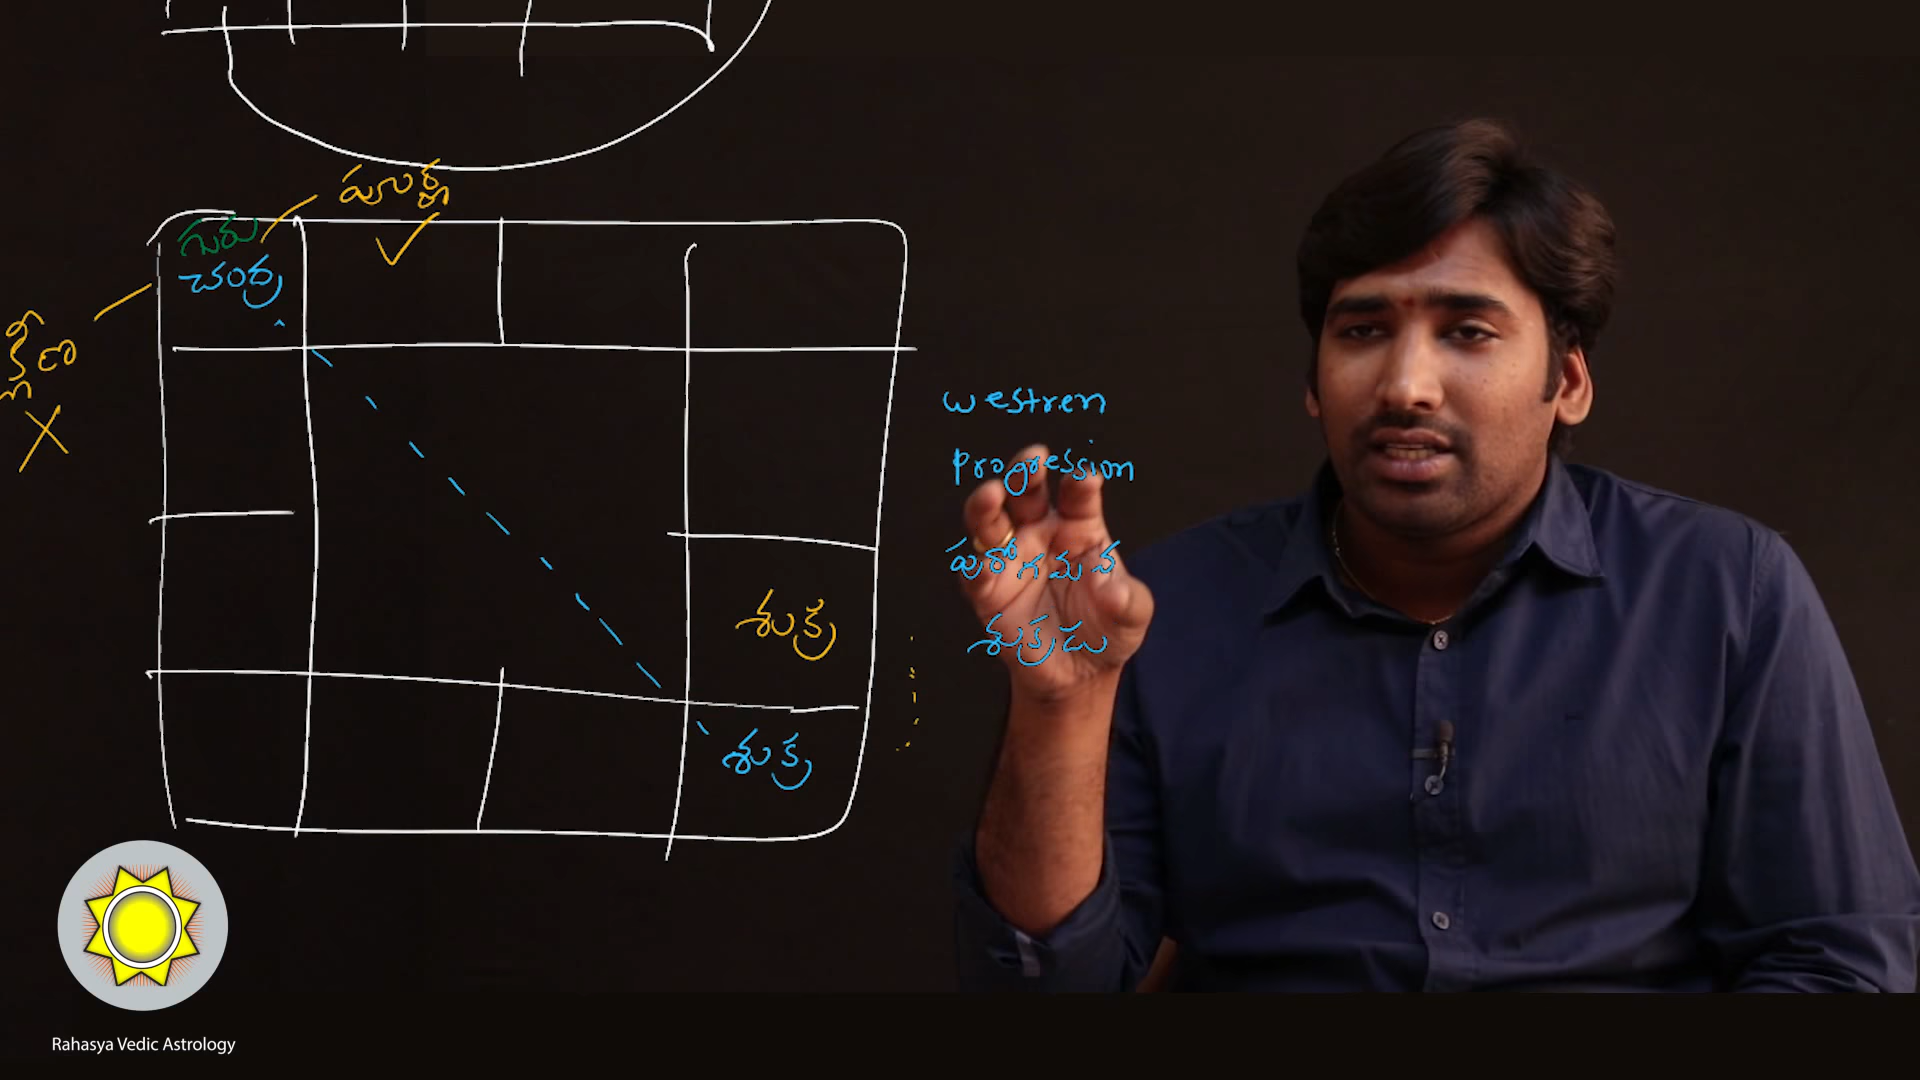 పూర్ణ
గురు
చంద్ర
క్షీణ
westren
progression
పురోగమన
శుక్రుడు
శుక్ర
శుక్ర
Rahasya Vedic Astrology